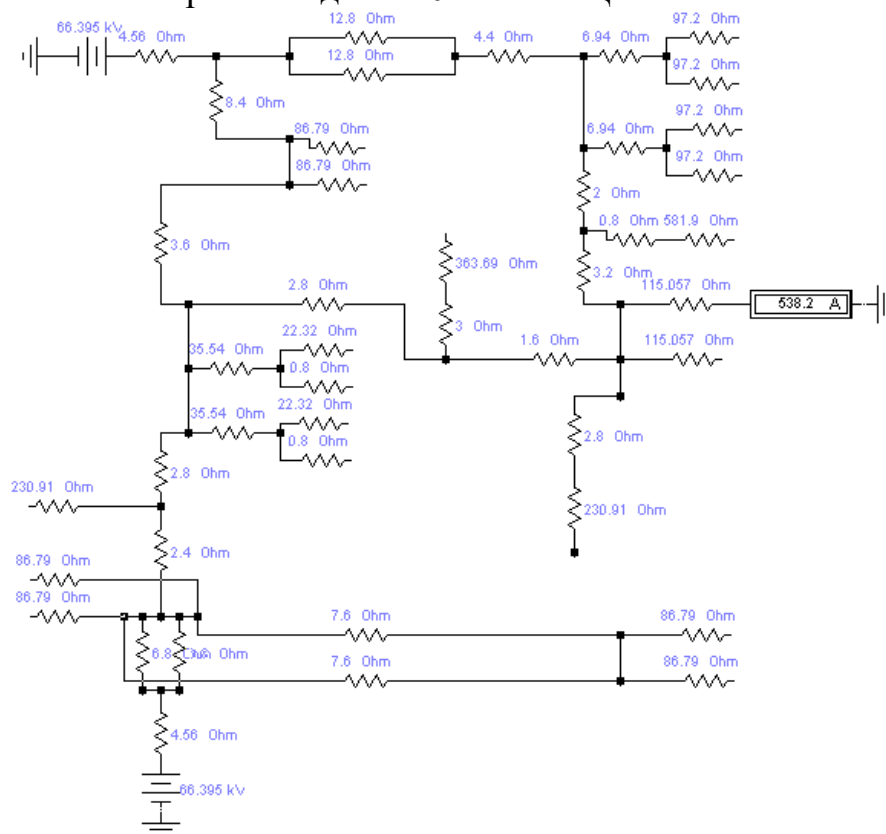 66.395 kV
4.56 Ohm
12.8 Ohm
12.8 Ohm
4.4 Ohm
6.94 Ohm
97.2 Ohm
97.2 Ohm
8.4 Ohm
86.79 Ohm
86.79 Ohm
6.94 Ohm
97.2 Ohm
97.2 Ohm
2 Ohm
0.8 Ohm
581.9 Ohm
3.6 Ohm
363.69 Ohm
3.2 Ohm
115.057 Ohm
538.2 A
2.8 Ohm
3 Ohm
1.6 Ohm
115.057 Ohm
35.54 Ohm
22.32 Ohm
0.8 Ohm
35.54 Ohm
22.32 Ohm
0.8 Ohm
2.8 Ohm
2.8 Ohm
230.91 Ohm
230.91 Ohm
2.4 Ohm
86.79 Ohm
86.79 Ohm
7.6 Ohm
86.79 Ohm
6.8
Ohm
7.6 Ohm
86.79 Ohm
4.56 Ohm
66.395 kV